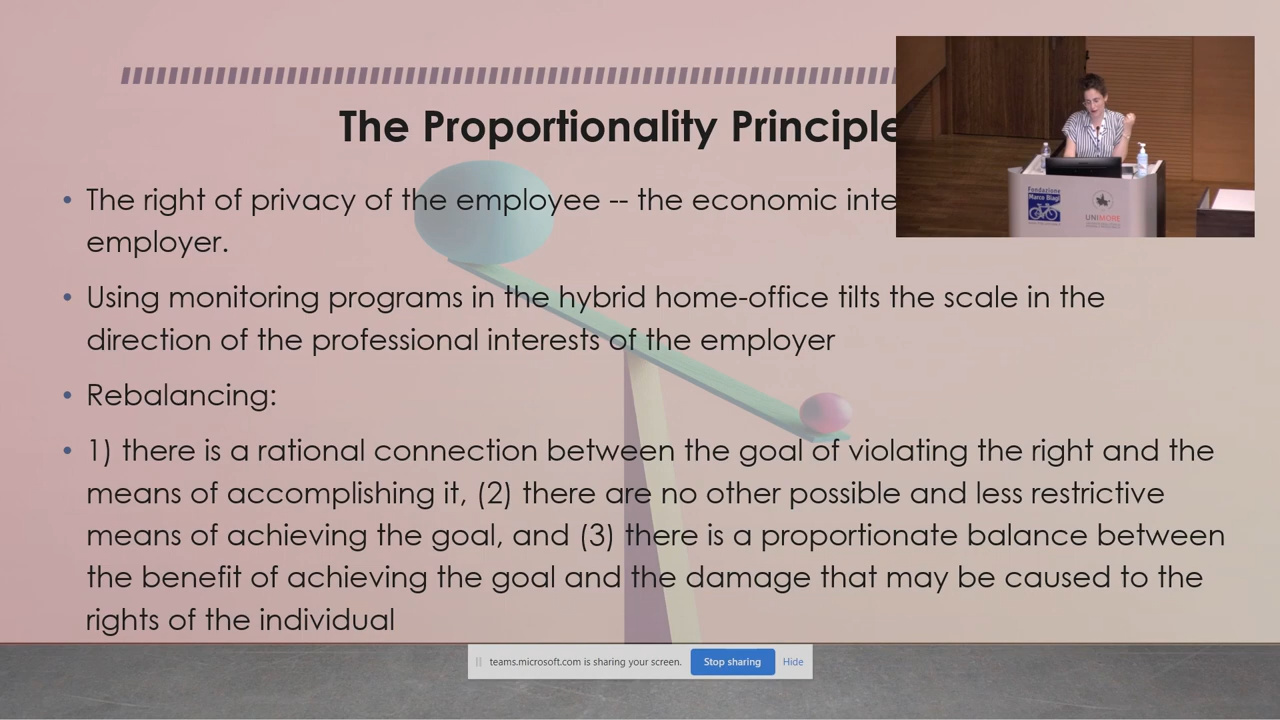 The Proportionality Principle
• The right of privacy of the employee -- the economic
employer.
• Using monitoring programs in the hybrid home-office tilts the scale in the
direction of the professional interests of the employer
• Rebalancing:
• 1) there is a rational connection between the goal of violating the right and the
means of accomplishing it, (2) there are no other possible and less restrictive
means of achieving the goal, and (3) there is a proportionate balance between
the benefit of achieving the goal and the damage that may be caused to the
rights of the individual
Fondazione
Marco Biagi
UNIMORE
teams.microsoft.com is sharing your screen.
Stop sharing
Hide